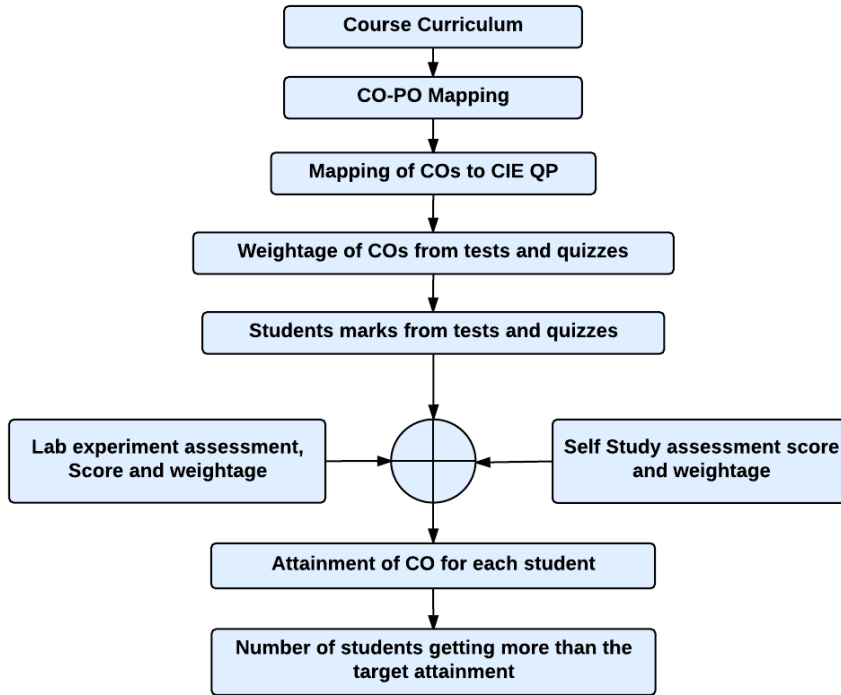 Course Curriculum
CO-PO Mapping
Mapping of COs to CIE QP
Weightage of COs from tests and quizzes
Students marks from tests and quizzes
Lab experiment assessment,
Score and weightage
Self Study assessment score
and weightage
Attainment of CO for each student
Number of students getting more than the
target attainment